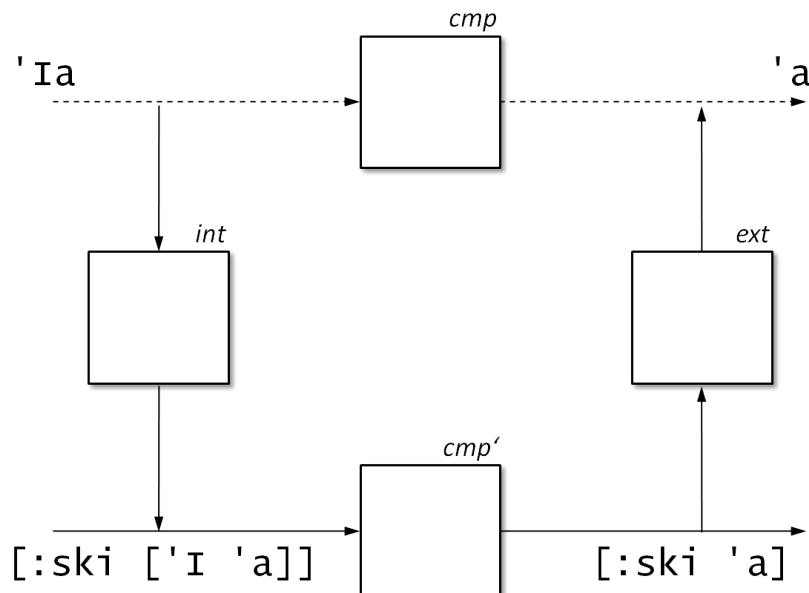 cmp
'Ia
'a
int
ext
cmp‘
[:ski ['I 'a]]
[:ski 'a]